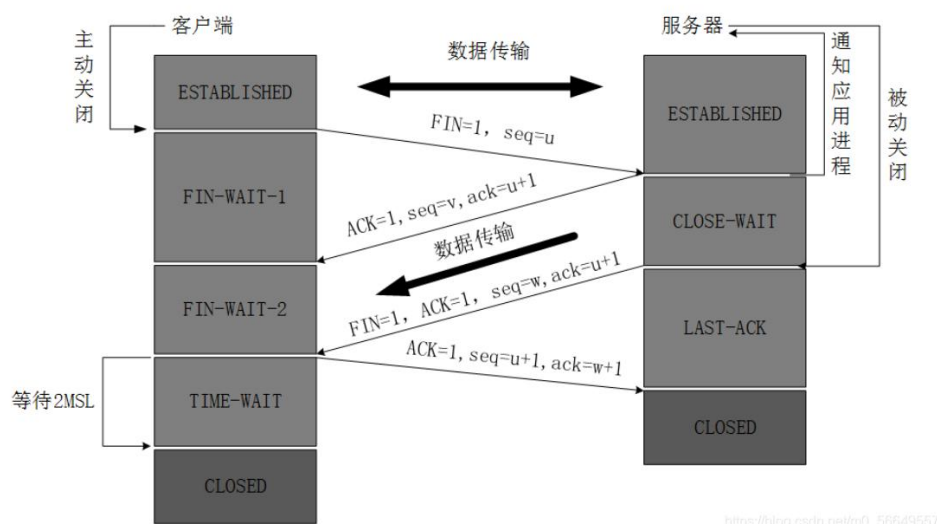 客户端
服务器
主动关闭
数据传输
通知应用进程
被动关闭
ESTABLISHED
ESTABLISHED
FIN=1, seq=u
FIN-WAIT-1
ACK=1,seq=v,ack=u+1
CLOSE-WAIT
数据传输
FIN-WAIT-2
FIN=1, ACK=1, seq=w,ack=u+1
LAST-ACK
ACK=1,seq=u+1,ack=w+1
等待2MSL
TIME-WAIT
CLOSED
CLOSED